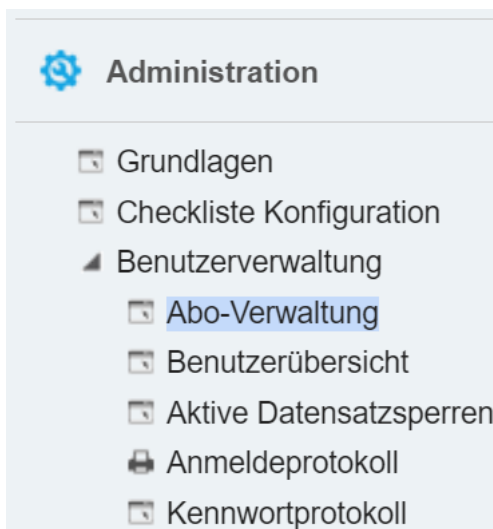 Administration
Grundlagen
Checkliste Konfiguration
Benutzerverwaltung
Abo-Verwaltung
Benutzerübersicht
Aktive Datensatzsperren
Anmeldeprotokoll
Kennwortprotokoll